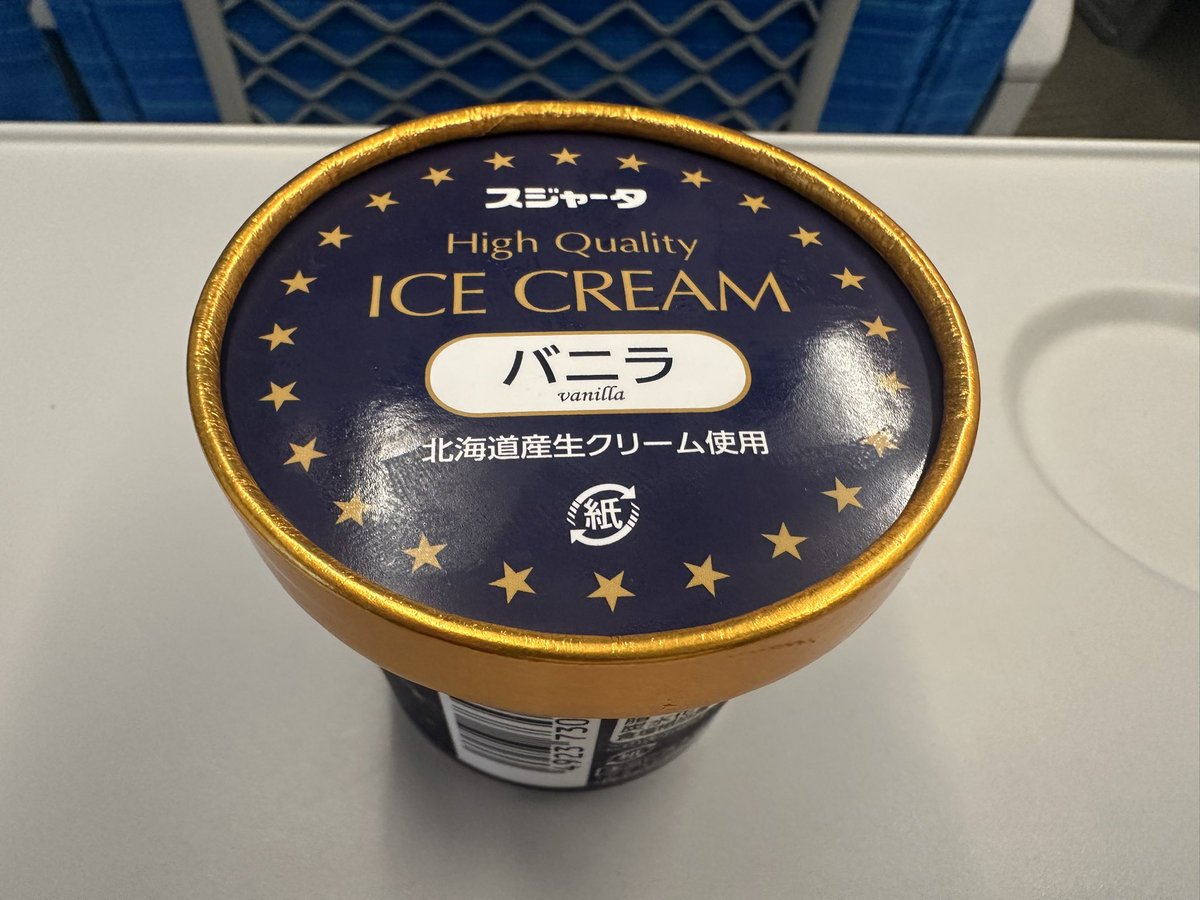 スジャータ
High Quality
ICE CREAM
バニラ
vanilla
北海道産生クリーム使用
紙
4923730